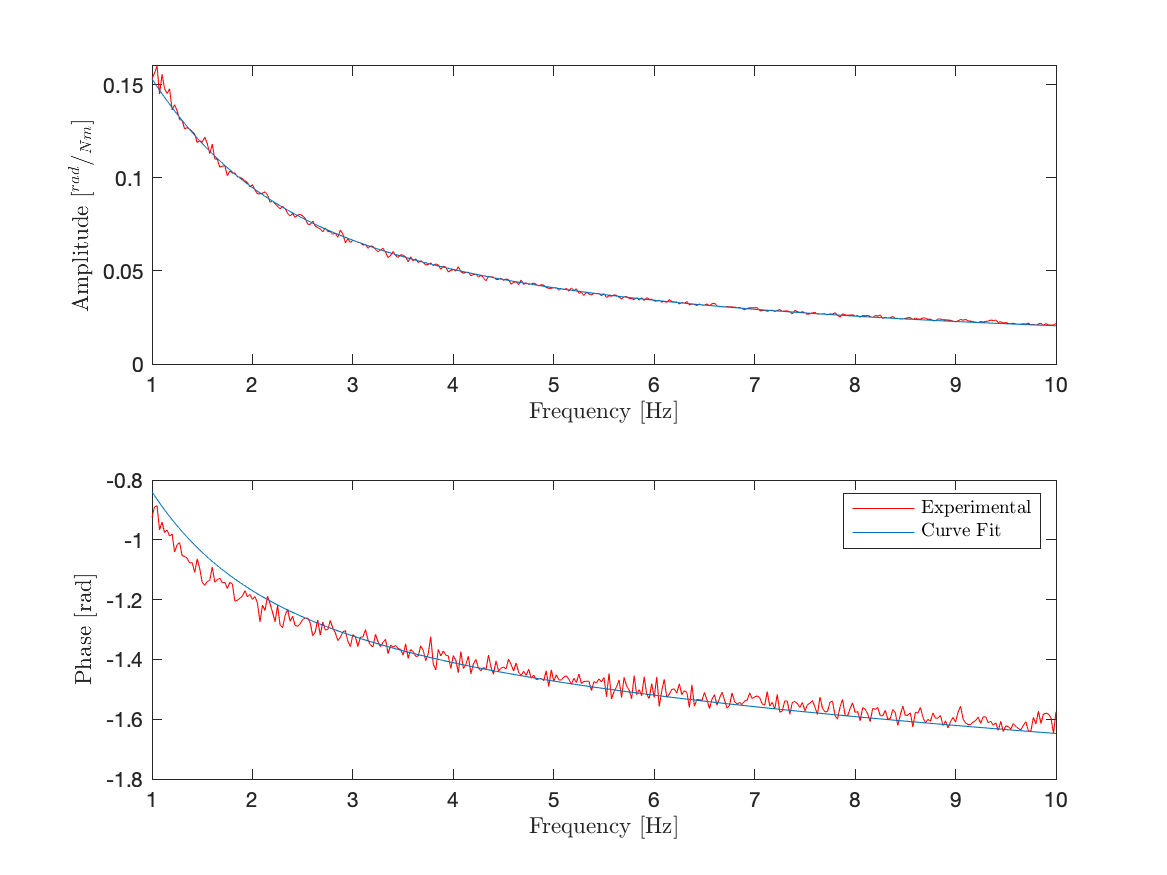 0.15
0.1
0.05
0
Amplitude [rad/Nm]
1 2 3 4 5 6 7 8 9 10
Frequency [Hz]
-0.8
-1
-1.2
-1.4
-1.6
-1.8
Phase [rad]
Experimental
Curve Fit
1 2 3 4 5 6 7 8 9 10
Frequency [Hz]